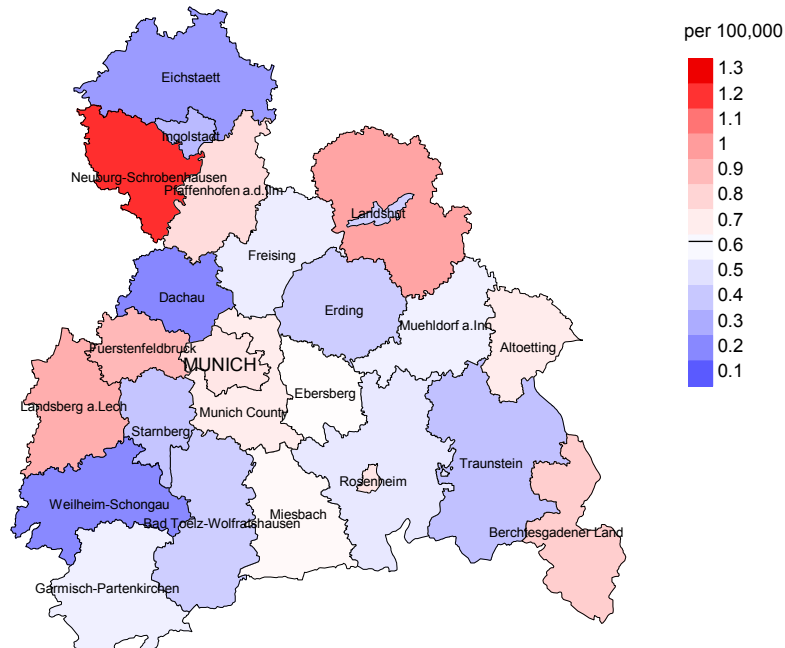 per 100,000
1.3
1.2
1.1
1
0.9
0.8
0.7
0.6
0.5
0.4
0.3
0.2
0.1
Eichstaett
Ingolstadt
Neuburg-Schrobenhausen
Pfaffenhofen a.d.Ilm
Landshut
Freising
Dachau
Erding
Muehldorf a.Inn
Altoetting
Fuerstenfeldbruck
MUNICH
Ebersberg
Landsberg a.Lech
Munich County
Starnberg
Traunstein
Rosenheim
Weilheim-Schongau
Miesbach
Bad Toelz-Wolfratshausen
Berchtesgadener Land
Garmisch-Partenkirchen